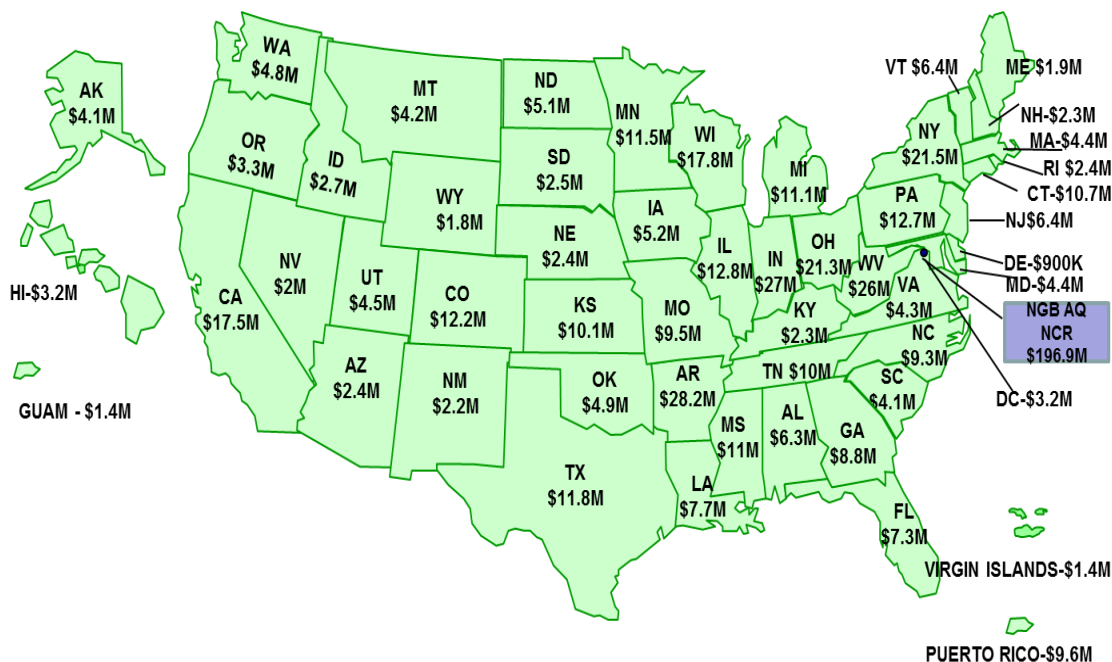 WA
$4.8M
AK
$4.1M
MT
$4.2M
ND
$5.1M
MN
$11.5M
WI
$17.8M
MI
$11.1M
VT $6.4M
ME $1.9M
NH-$2.3M
NY
$21.5M
MA-$4.4M
RI $2.4M
CT-$10.7M
OR
$3.3M
ID
$2.7M
SD
$2.5M
WY
$1.8M
IA
$5.2M
PA
$12.7M
NJ$6.4M
NE
$2.4M
NV
$2M
UT
$4.5M
CO
$12.2M
IL
$12.8M
IN
$27M
OH
$21.3M
WV
$26M
DE-$900K
MD-$4.4M
VA
$4.3M
HI-$3.2M
CA
$17.5M
KS
$10.1M
MO
$9.5M
KY
$2.3M
NGB AQ
NCR
$196.9M
NC
$9.3M
AZ
$2.4M
NM
$2.2M
OK
$4.9M
AR
$28.2M
TN $10M
SC
$4.1M
DC-$3.2M
GUAM - $1.4M
MS
$11M
AL
$6.3M
GA
$8.8M
TX
$11.8M
LA
$7.7M
FL
$7.3M
VIRGIN ISLANDS-$1.4M
PUERTO RICO-$9.6M